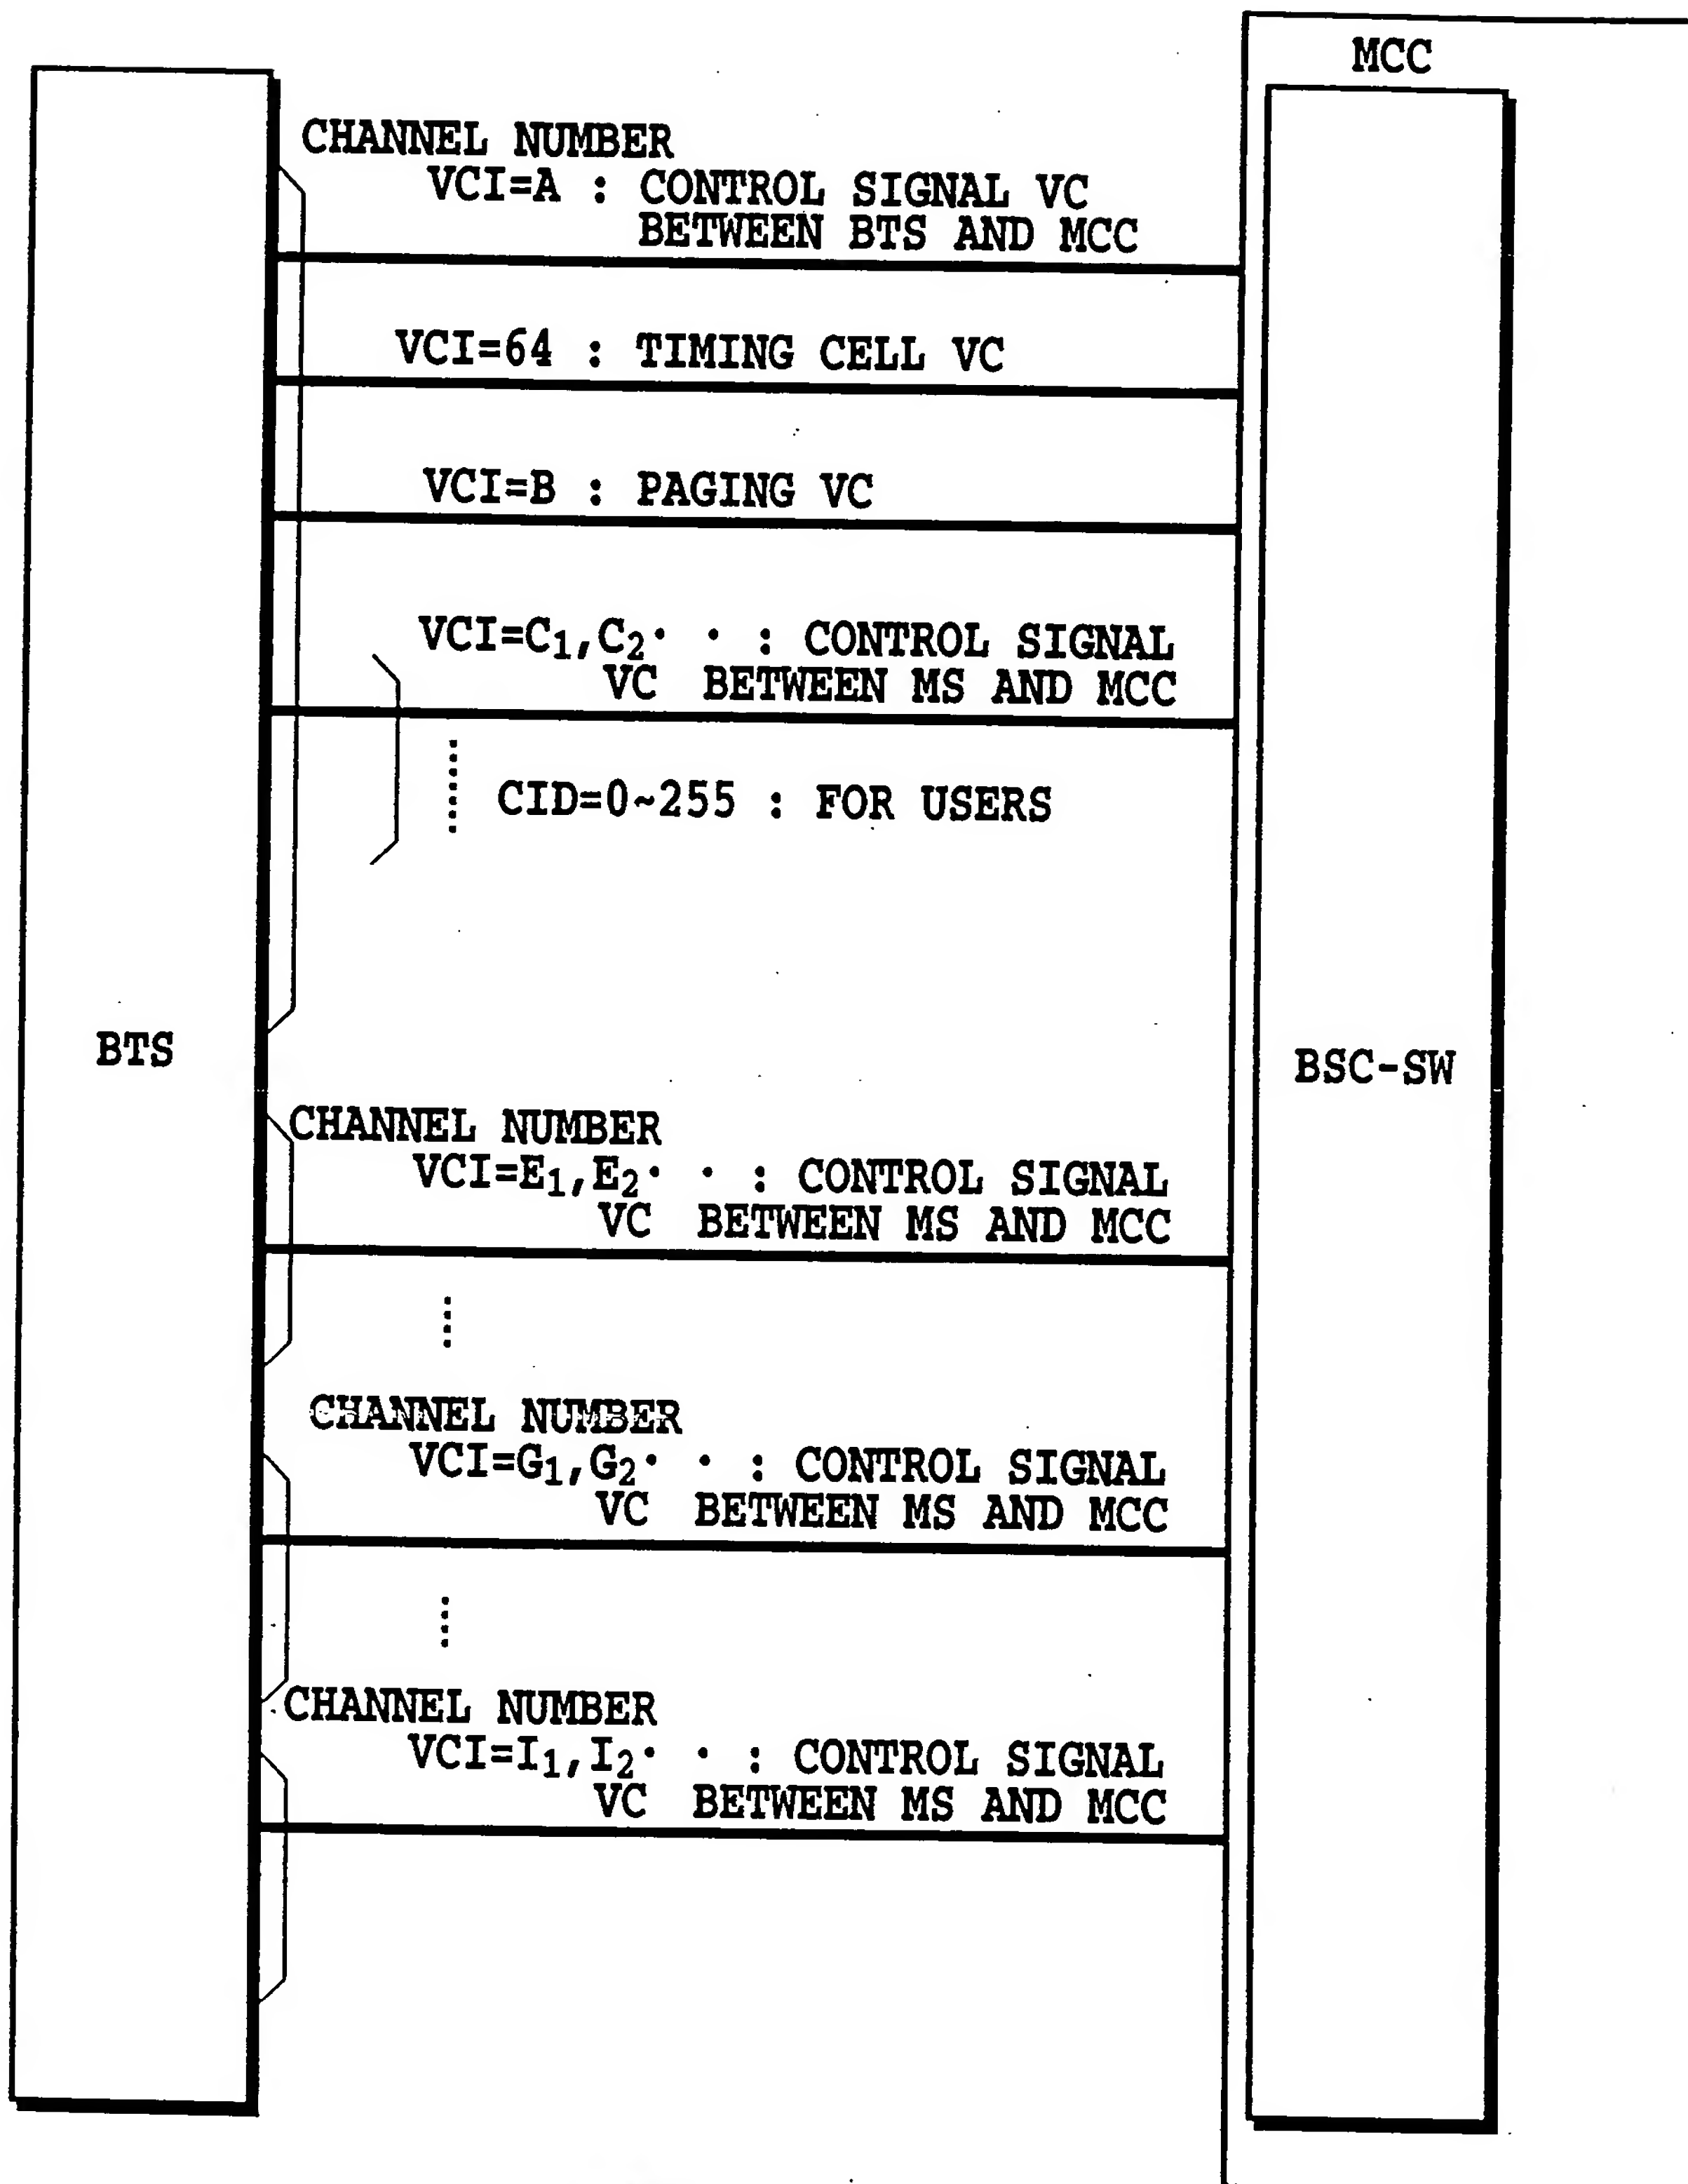 MCC
CHANNEL NUMBER
VCI=A : CONTROL SIGNAL VC
BETWEEN BTS AND MCC
VCI=64 : TIMING CELL VC
VCI=B : PAGING VC
VCI=C₁,C₂· · : CONTROL SIGNAL
VC BETWEEN MS AND MCC
CID=0~255 : FOR USERS
BTS
BSC-SW
CHANNEL NUMBER
VCI=E₁,E₂· · : CONTROL SIGNAL
VC BETWEEN MS AND MCC
CHANNEL NUMBER
VCI=G₁,G₂· · : CONTROL SIGNAL
VC BETWEEN MS AND MCC
CHANNEL NUMBER
VCI=I₁,I₂· · : CONTROL SIGNAL
VC BETWEEN MS AND MCC